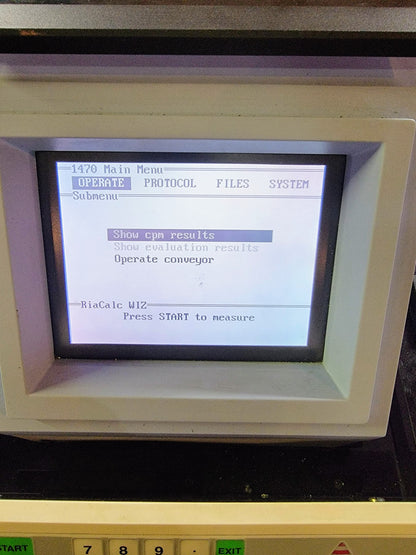 1470 Main Menu
OPERATE PROTOCOL FILES SYSTEM
Submenu
Show cpm results
Show evaluation results
Operate conveyor
RiaCalc WIZ
Press START to measure
START 7 8 9 . EXIT